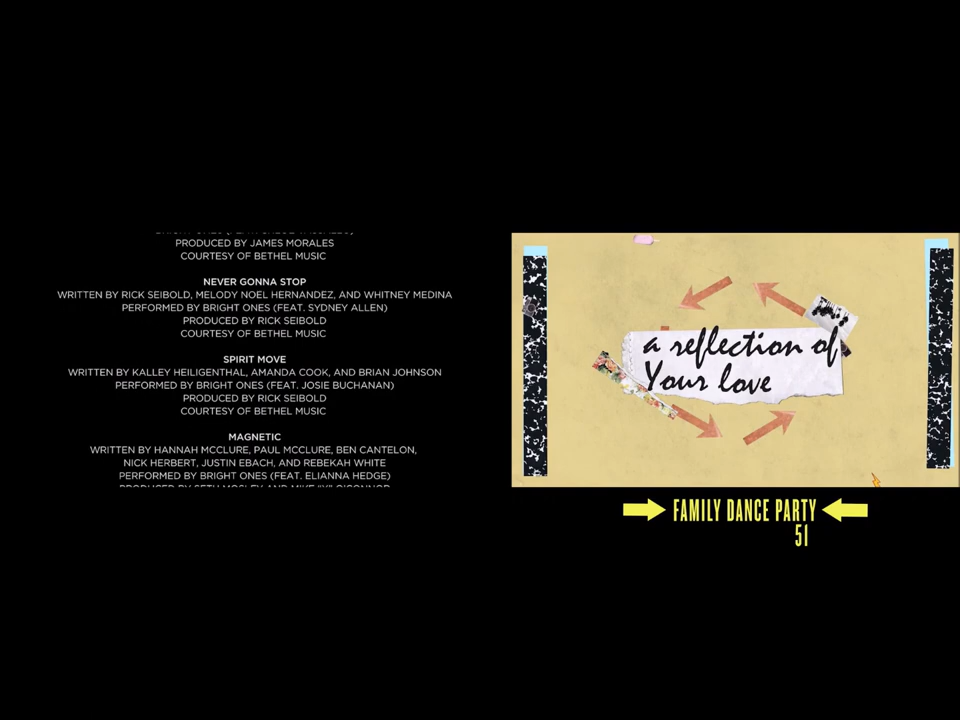 PRODUCED BY JAMES MORALES
COURTESY OF BETHEL MUSIC
NEVER GONNA STOP
WRITTEN BY RICK SEIBOLD, MELODY NOEL HERNANDEZ, AND WHITNEY MEDINA
PERFORMED BY BRIGHT ONES (FEAT. SYDNEY ALLEN)
PRODUCED BY RICK SEIBOLD
COURTESY OF BETHEL MUSIC
SPIRIT MOVE
WRITTEN BY KALLEY HEILIGENTHAL, AMANDA COOK, AND BRIAN JOHNSON
PERFORMED BY BRIGHT ONES (FEAT. JOSIE BUCHANAN)
PRODUCED BY RICK SEIBOLD
COURTESY OF BETHEL MUSIC
MAGNETIC
WRITTEN BY HANNAH MCCLURE, PAUL MCCLURE, BEN CANTELON,
NICK HERBERT, JUSTIN EBACH, AND REBEKAH WHITE
PERFORMED BY BRIGHT ONES (FEAT. ELIANNA HEDGE)
a reflection of
Your love
FAMILY DANCE PARTY
51